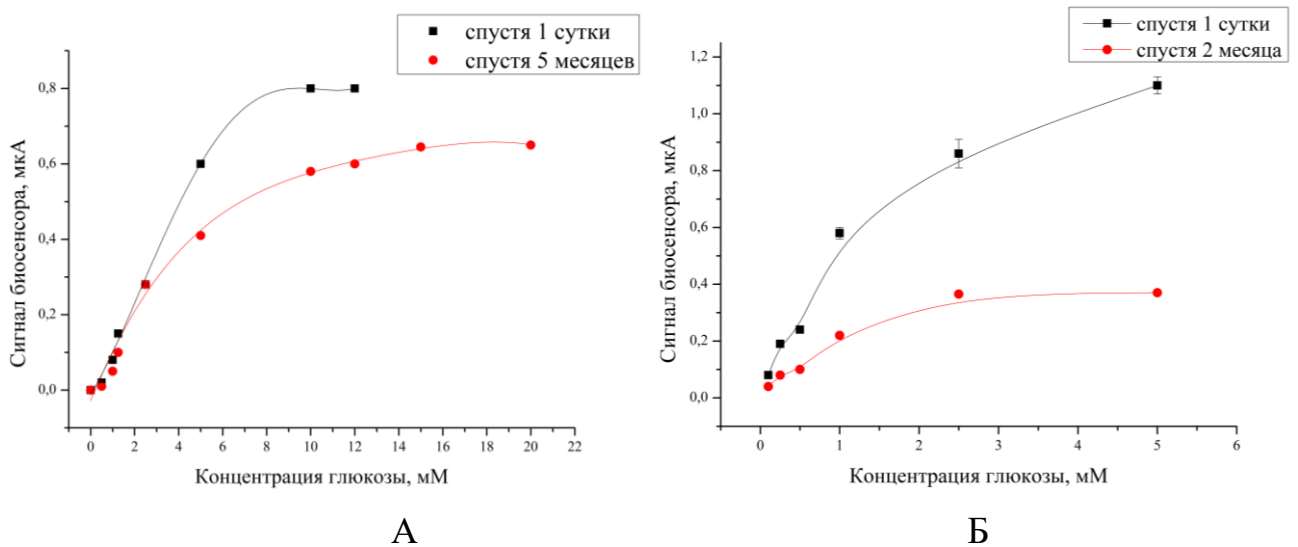 спустя 1 сутки
спустя 5 месяцев
Сигнал биосенсора, мкА
0,8
0,6
0,4
0,2
0,0
0 2 4 6 8 10 12 14 16 18 20 22
Концентрация глюкозы, мМ
А
спустя 1 сутки
спустя 2 месяца
Сигнал биосенсора, мкА
1,2
1,0
0,8
0,6
0,4
0,2
0,0
0 1 2 3 4 5 6
Концентрация глюкозы, мМ
Б